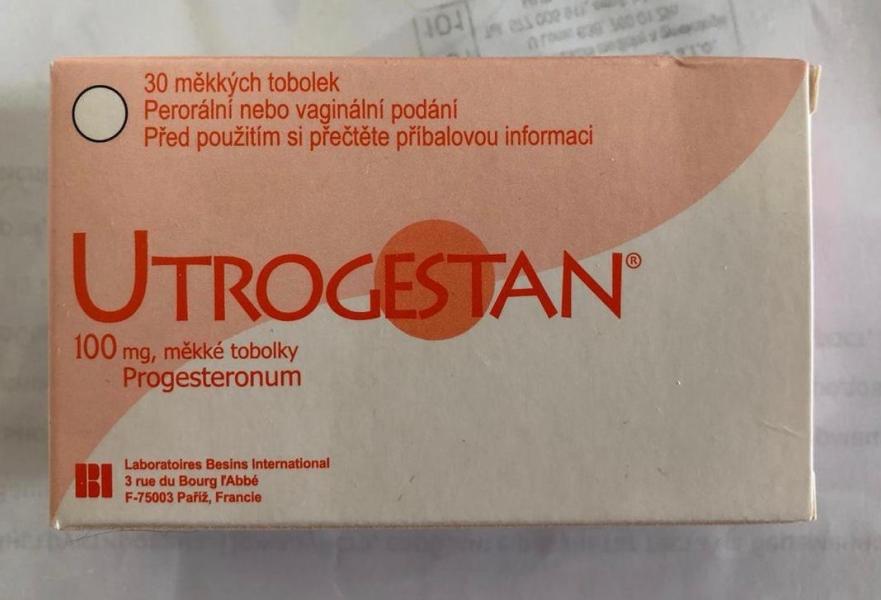 30 měkkých tobolek
Perorální nebo vaginální podání
Před použitím si přečtěte příbalovou informaci
UTROGESTAN®
100 mg, měkké tobolky
Progesteronum
Laboratoires Besins International
3 rue du Bourg l'Abbé
F-75003 Paříž, Francie